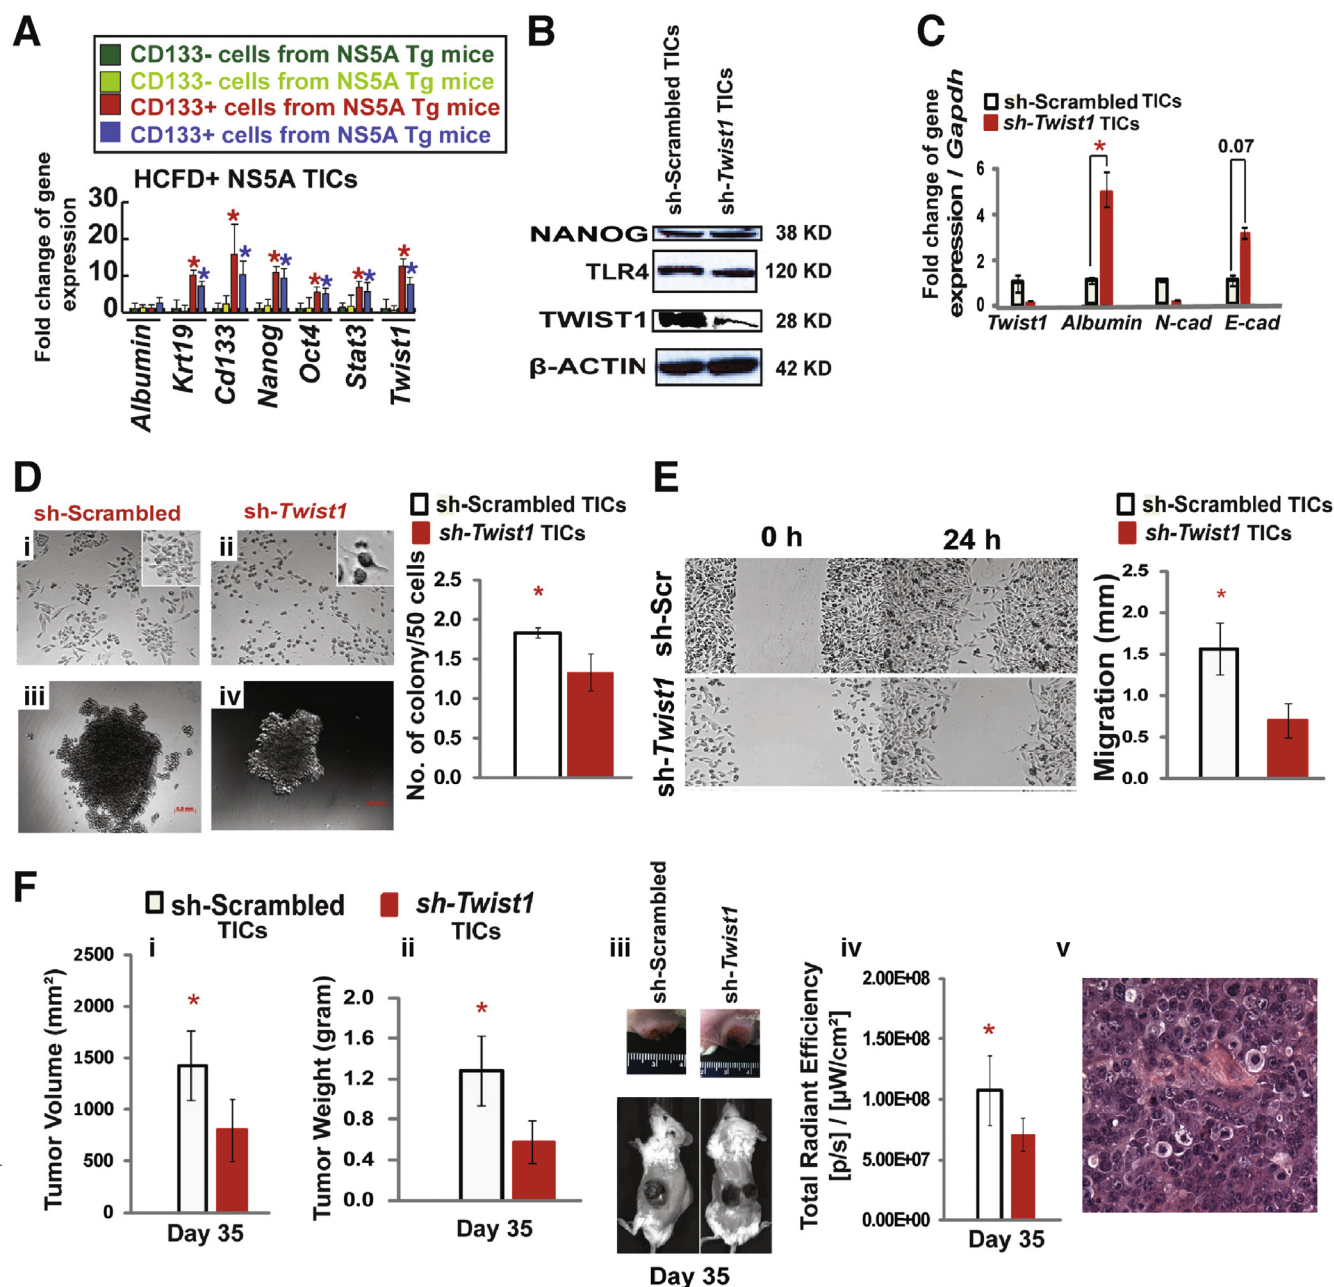 A
CD133- cells from NS5A Tg mice
CD133- cells from NS5A Tg mice
CD133+ cells from NS5A Tg mice
CD133+ cells from NS5A Tg mice
HCFD+ NS5A TICs
Fold change of gene
expression
30
20
10
0
Albumin
Krt19
Cd133
Nanog
Oct4
Stat3
Twist1
B
sh-Scrambled TICs
sh-Twist1 TICs
NANOG 38 KD
TLR4 120 KD
TWIST1 28 KD
β-ACTIN 42 KD
C
sh-Scrambled TICs
sh-Twist1 TICs
Fold change of gene
expression / Gapdh
6
4
2
0
*
0.07
Twist1 Albumin N-cad E-cad
D
sh-Scrambled sh-Twist1
i ii
iii iv
sh-Scrambled TICs
sh-Twist1 TICs
No. of colony/50 cells
2.5
2.0
1.5
1.0
0.5
0.0
*
E
0 h 24 h
sh-Scr
sh-Twist1
sh-Scrambled TICs
sh-Twist1 TICs
Migration (mm)
2.5
2.0
1.5
1.0
0.5
0.0
*
F
sh-Scrambled
TICs
sh-Twist1
TICs
i
Tumor Volume (mm²)
2500
2000
1500
1000
500
0
*
Day 35
ii
Tumor Weight (gram)
2.0
1.6
1.2
0.8
0.4
0.0
*
Day 35
iii
sh-Scrambled
sh-Twist1
Day 35
iv
Total Radiant Efficiency
[p/s] / [µW/cm²]
2.00E+08
1.50E+08
1.00E+08
5.00E+07
0.00E+00
*
Day 35
v